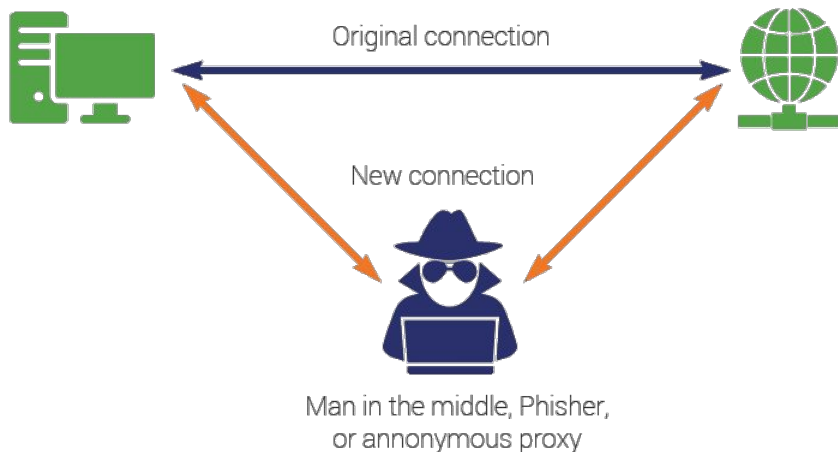 Original connection
New connection
Man in the middle, Phisher,
or annonymous proxy